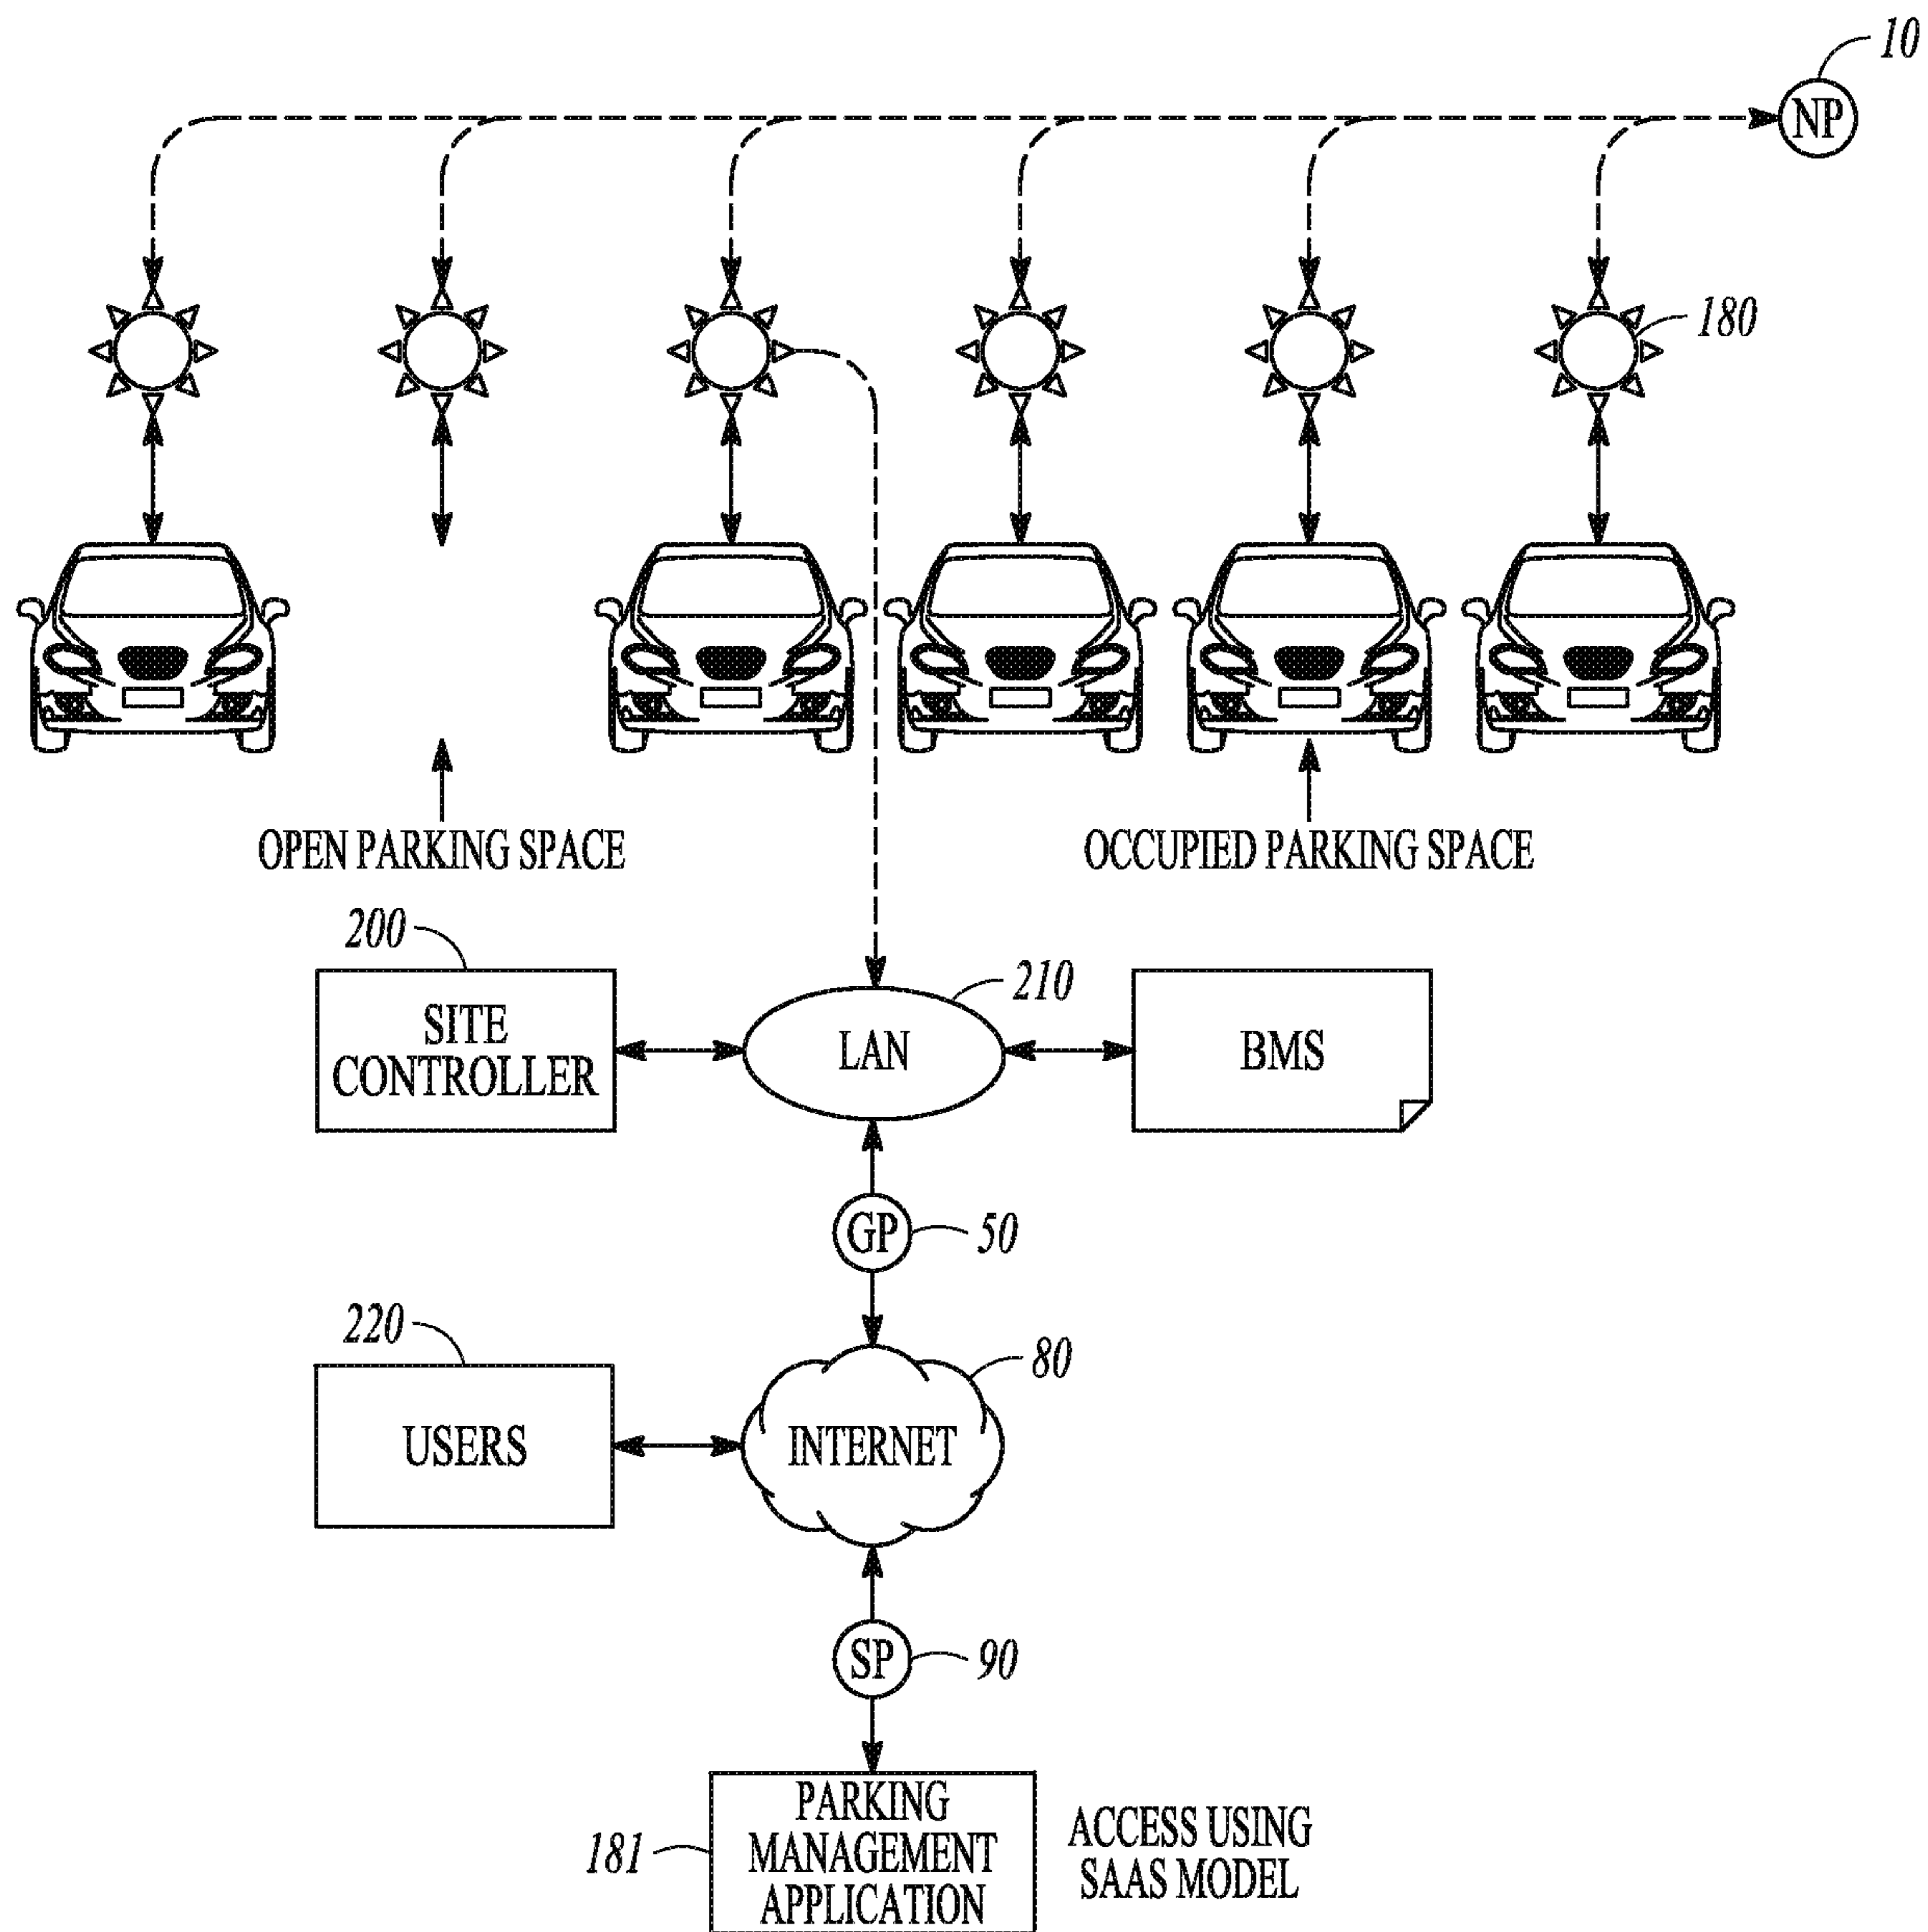 10
NP
180
OPEN PARKING SPACE
OCCUPIED PARKING SPACE
200
210
SITE
CONTROLLER
LAN
BMS
GP
50
220
80
USERS
INTERNET
SP
90
PARKING
MANAGEMENT
APPLICATION
181
ACCESS USING
SAAS MODEL